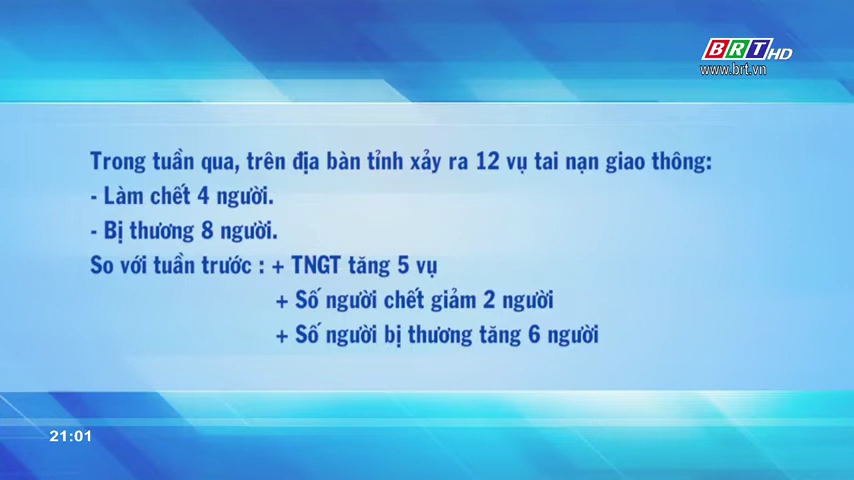 BRT HD
www.brt.vn
Trong tuần qua, trên địa bàn tỉnh xảy ra 12 vụ tai nạn giao thông:
- Làm chết 4 người.
- Bị thương 8 người.
So với tuần trước : + TNGT tăng 5 vụ
+ Số người chết giảm 2 người
+ Số người bị thương tăng 6 người
21:01